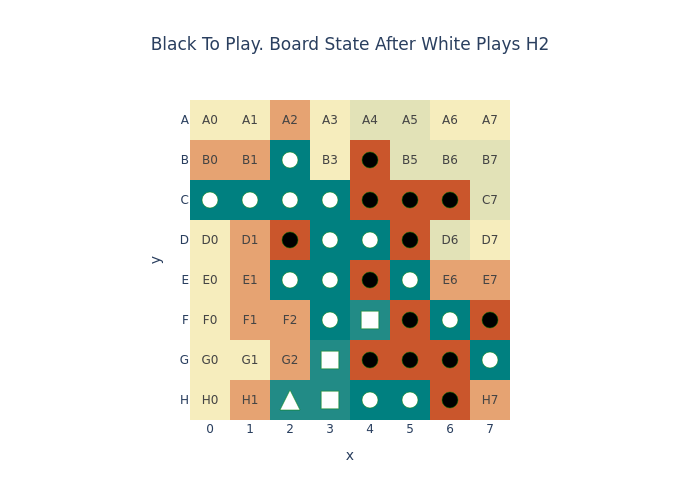 Black To Play. Board State After White Plays H2
A A0 A1 A2 A3 A4 A5 A6 A7
B B0 B1 B3 B5 B6 B7
C C7
D D0 D1 D6 D7
E E0 E1 E6 E7
F F0 F1 F2
G G0 G1 G2
H H0 H1 H7
0 1 2 3 4 5 6 7
x
y